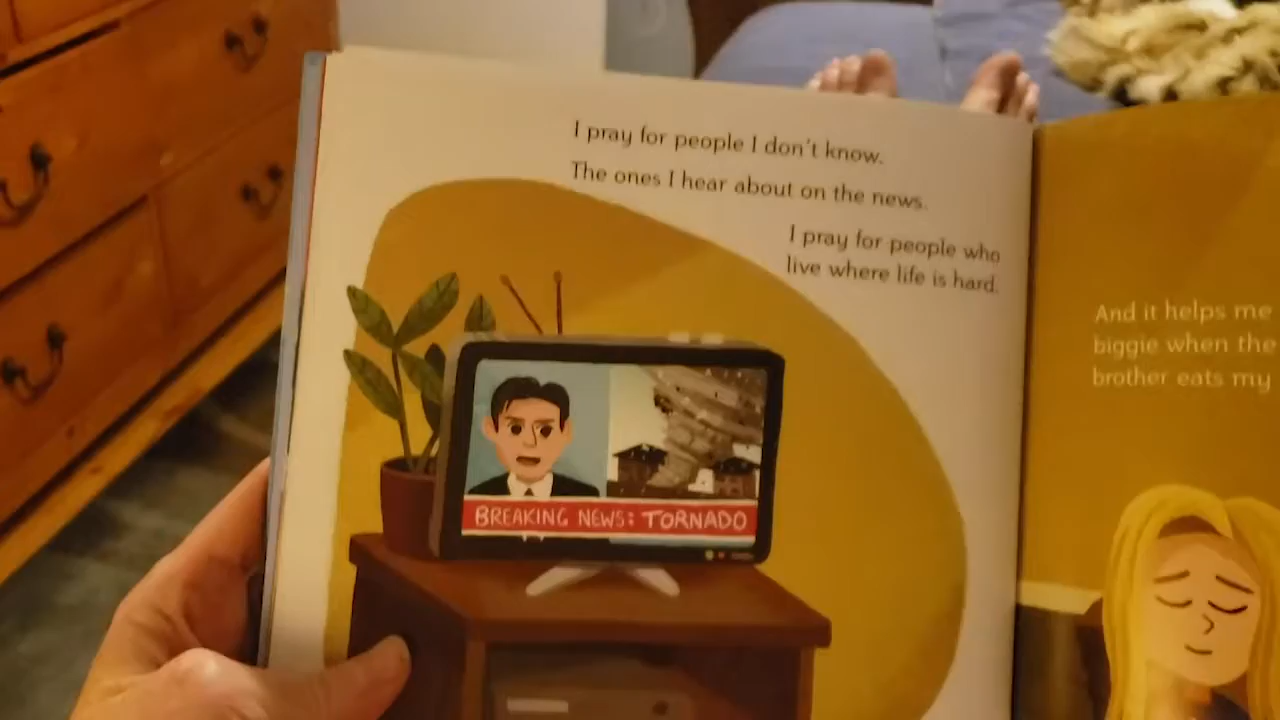 I pray for people I don't know.
The ones I hear about on the news.
I pray for people who
live where life is hard.
BREAKING NEWS: TORNADO
And it helps me
biggie when the
brother eats my